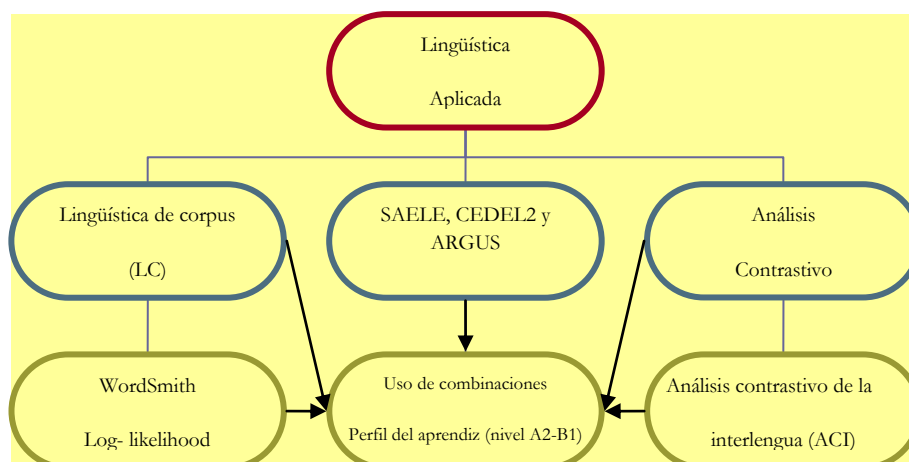 Lingüística
Aplicada
Lingüística de corpus
(LC)
SAELE, CEDEL2 y
ARGUS
Análisis
Contrastivo
WordSmith
Log- likelihood
Uso de combinaciones
Perfil del aprendiz (nivel A2-B1)
Análisis contrastivo de la
interlengua (ACI)